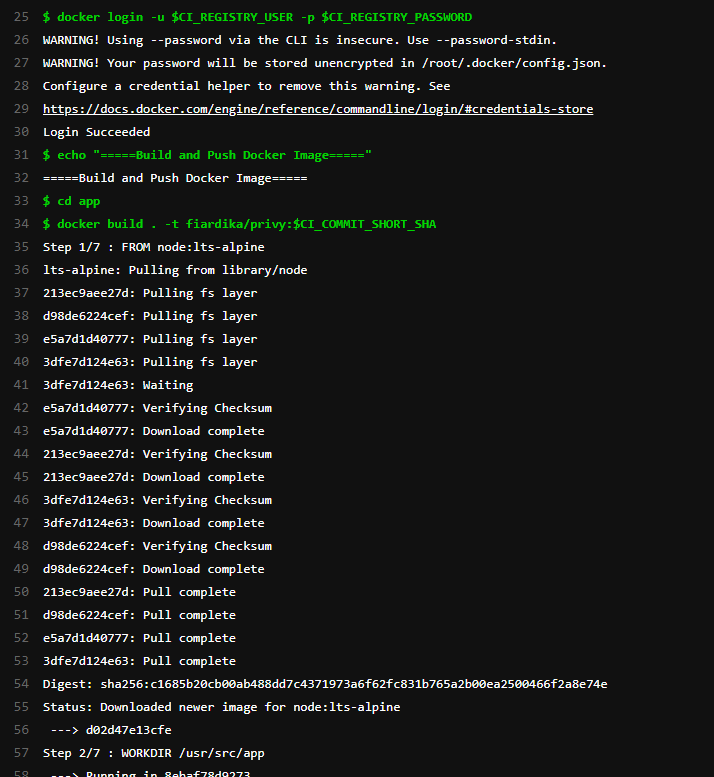 25 $ docker login -u $CI_REGISTRY_USER -p $CI_REGISTRY_PASSWORD
26 WARNING! Using --password via the CLI is insecure. Use --password-stdin.
27 WARNING! Your password will be stored unencrypted in /root/.docker/config.json.
28 Configure a credential helper to remove this warning. See
29 https://docs.docker.com/engine/reference/commandline/login/#credentials-store
30 Login Succeeded
31 $ echo "=====Build and Push Docker Image====="
32 =====Build and Push Docker Image=====
33 $ cd app
34 $ docker build . -t fiardika/privy:$CI_COMMIT_SHORT_SHA
35 Step 1/7 : FROM node:lts-alpine
36 lts-alpine: Pulling from library/node
37 213ec9aee27d: Pulling fs layer
38 d98de6224cef: Pulling fs layer
39 e5a7d1d40777: Pulling fs layer
40 3dfe7d124e63: Pulling fs layer
41 3dfe7d124e63: Waiting
42 e5a7d1d40777: Verifying Checksum
43 e5a7d1d40777: Download complete
44 213ec9aee27d: Verifying Checksum
45 213ec9aee27d: Download complete
46 3dfe7d124e63: Verifying Checksum
47 3dfe7d124e63: Download complete
48 d98de6224cef: Verifying Checksum
49 d98de6224cef: Download complete
50 213ec9aee27d: Pull complete
51 d98de6224cef: Pull complete
52 e5a7d1d40777: Pull complete
53 3dfe7d124e63: Pull complete
54 Digest: sha256:c1685b20cb00ab488dd7c4371973a6f62fc831b765a2b00ea2500466f2a8e74e
55 Status: Downloaded newer image for node:lts-alpine
56 ---> d02d47e13cfe
57 Step 2/7 : WORKDIR /usr/src/app
58 ---> Running in 8ebaf78d9273